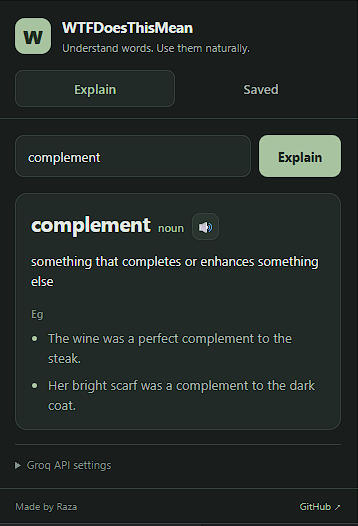 w
WTFDoesThisMean
Understand words. Use them naturally.
Explain
Saved
complement
Explain
complement noun
something that completes or enhances something
else
Eg
• The wine was a perfect complement to the
steak.
• Her bright scarf was a complement to the dark
coat.
▶ Groq API settings
Made by Raza
GitHub ↗